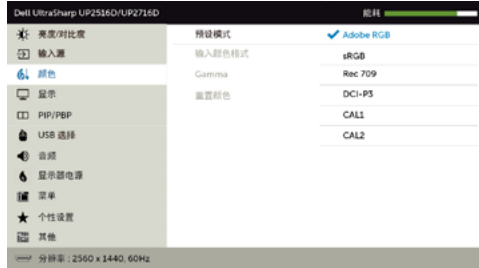 Dell UltraSharp UP2516D/UP2716D
能耗
亮度/对比度
预设模式
Adobe RGB
输入源
输入颜色格式
sRGB
颜色
Gamma
Rec 709
显示
重置颜色
DCI-P3
PIP/PBP
CAL1
USB 选择
CAL2
音频
显示器电源
菜单
个性设置
其他
分辨率 : 2560 x 1440, 60Hz